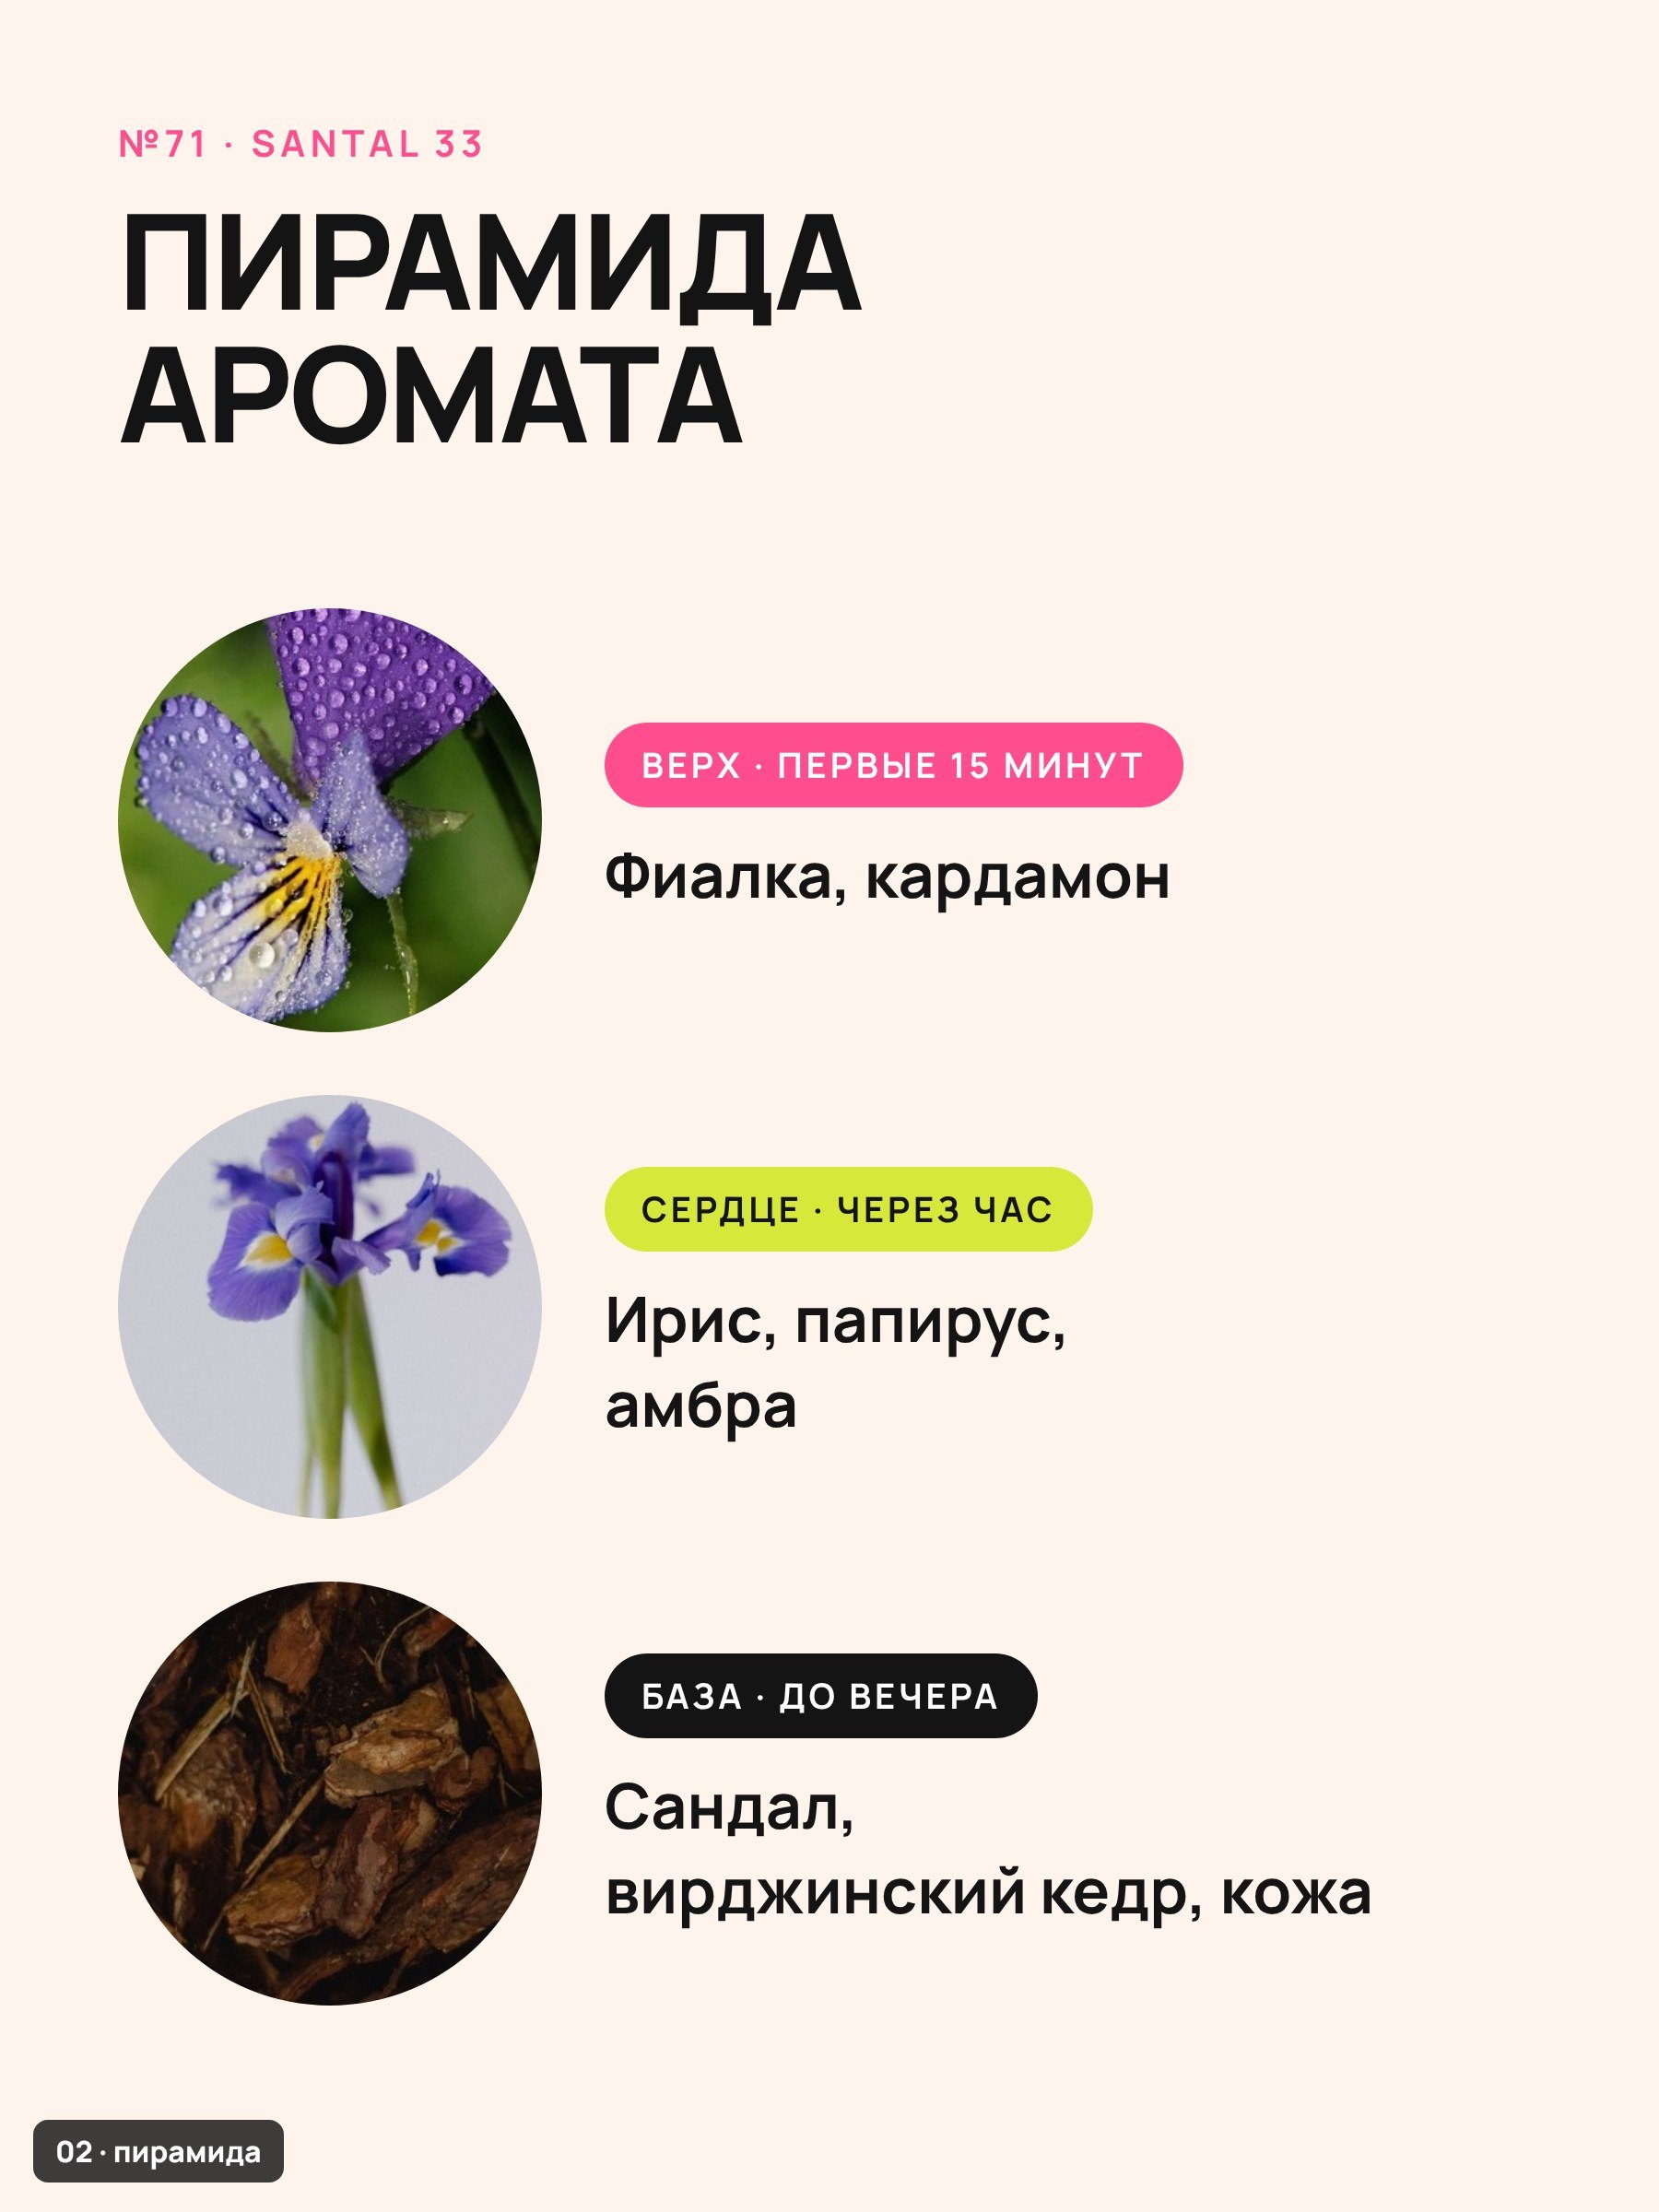 №71 · SANTAL 33
ПИРАМИДА
АРОМАТА
ВЕРХ · ПЕРВЫЕ 15 МИНУТ
Фиалка, кардамон
СЕРДЦЕ · ЧЕРЕЗ ЧАС
Ирис, папирус,
амбра
БАЗА · ДО ВЕЧЕРА
Сандал,
вирджинский кедр, кожа
02 · пирамида